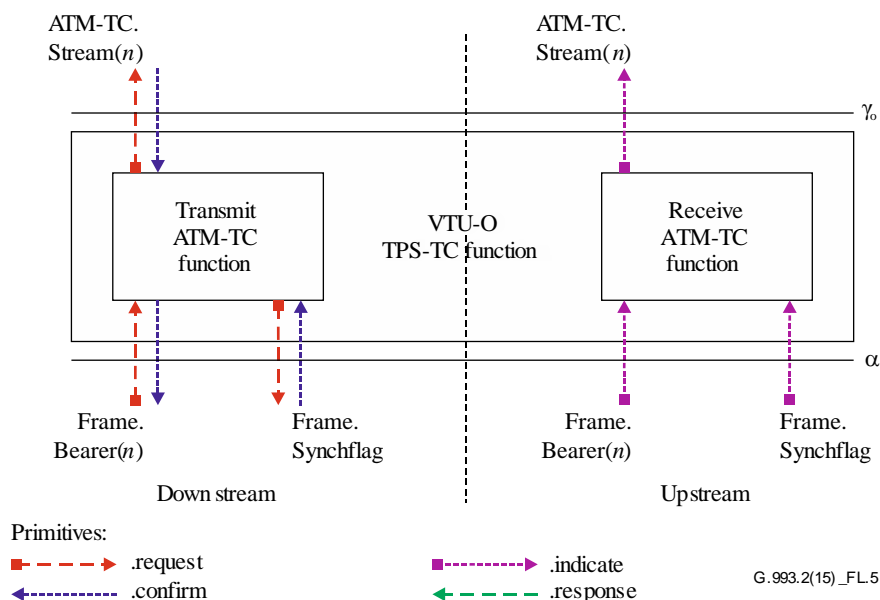 ATM-TC.
Stream(n)
ATM-TC.
Stream(n)
γₒ
Transmit
ATM-TC
function
VTU-O
TPS-TC function
Receive
ATM-TC
function
α
Frame.
Bearer(n)
Frame.
Synchflag
Frame.
Bearer(n)
Frame.
Synchflag
Down stream
Upstream
Primitives:
.request
.indicate
.confirm
.response
G.993.2(15)_FL.5